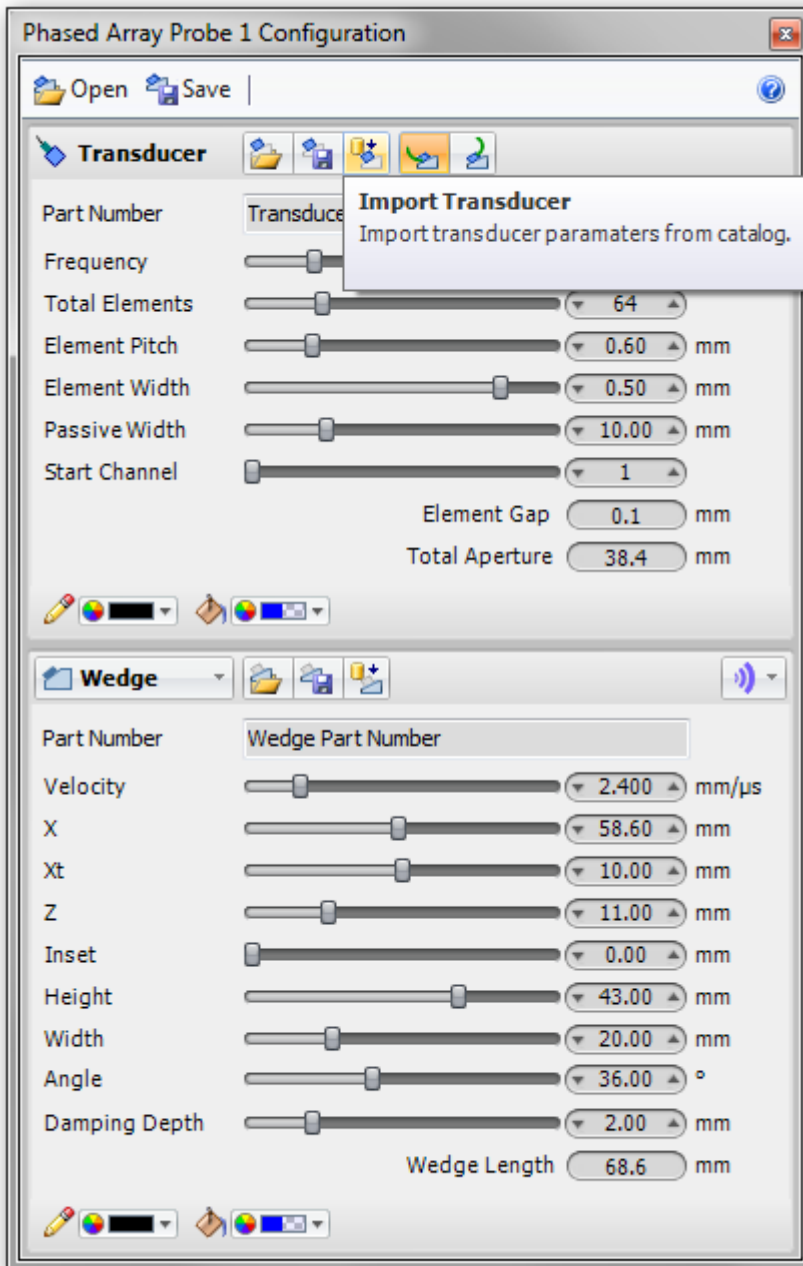 Phased Array Probe 1 Configuration
Open Save
Transducer
Import Transducer
Import transducer paramaters from catalog.
Part Number
Frequency
Total Elements 64
Element Pitch 0.60 mm
Element Width 0.50 mm
Passive Width 10.00 mm
Start Channel 1
Element Gap 0.1 mm
Total Aperture 38.4 mm
Wedge
Part Number Wedge Part Number
Velocity 2.400 mm/µs
X 58.60 mm
Xt 10.00 mm
Z 11.00 mm
Inset 0.00 mm
Height 43.00 mm
Width 20.00 mm
Angle 36.00 °
Damping Depth 2.00 mm
Wedge Length 68.6 mm